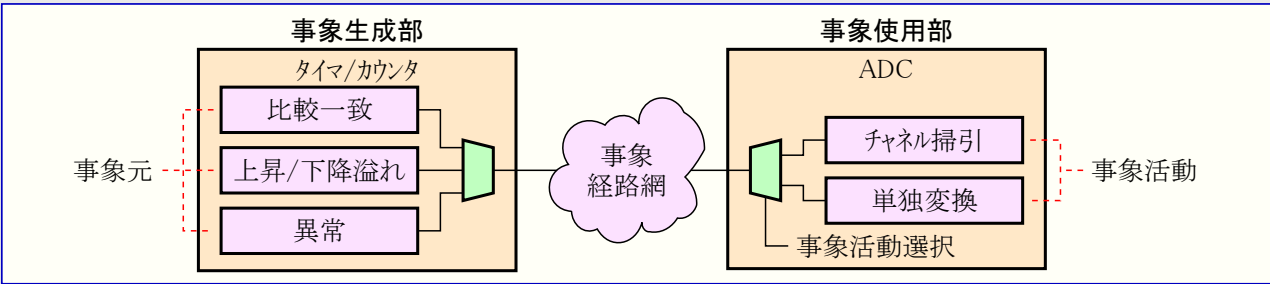 事象生成部
タイマ/カウンタ
比較一致
上昇/下降溢れ
異常
事象元
事象
経路網
事象使用部
ADC
チャネル掃引
単独変換
事象活動選択
事象活動